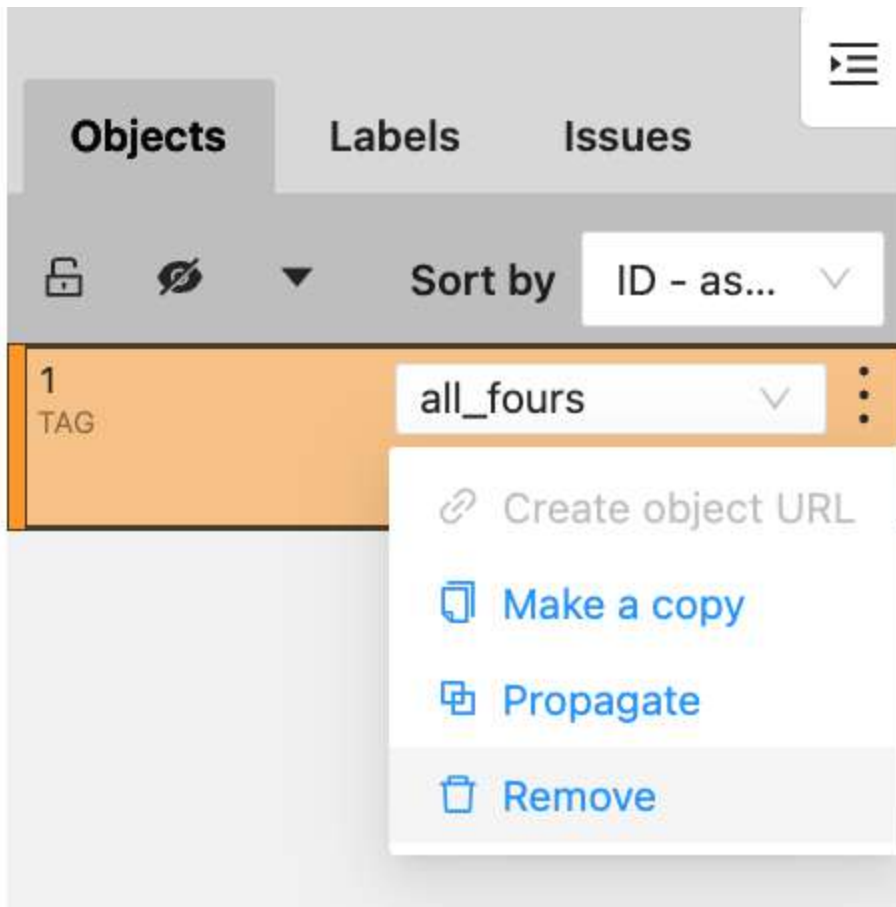 Objects Labels Issues
Sort by ID - as...
1 all_fours
TAG
Create object URL
Make a copy
Propagate
Remove